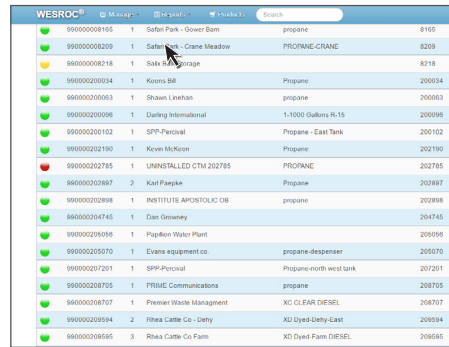 WESROC® Manage Reports Products Search
990000008165 1 Safari Park - Gower Barn propane 8165
990000008209 1 Safari Park - Crane Meadow PROPANE-CRANE 8209
990000008218 1 Salix Storage 8218
990000200034 1 Koons Bill Propane 200034
990000200063 1 Shawn Linehan propane 200063
990000200096 1 Darling International 1-1000 Gallons R-15 200096
990000200102 1 SPP-Percival Propane - East Tank 200102
990000202190 1 Kevin McKeon Propane 202190
990000202785 1 UNINSTALLED CTM 202785 PROPANE 202785
990000202897 2 Karl Paepke Propane 202897
990000202898 1 INSTITUTE APOSTOLIC OB propane 202898
990000204745 1 Dan Growney 204745
990000205056 1 Papillion Water Plant 205056
990000205070 1 Evans equipment co. propane-despenser 205070
990000207201 1 SPP-Percival Propane-north west tank 207201
990000208705 1 PRIME Communications propane 208705
990000208707 1 Premier Waste Managment XC CLEAR DIESEL 208707
990000209594 2 Rhea Cattle Co - Dehy XD Dyed-Dehy-East 209594
990000209595 3 Rhea Cattle Co Farm XD Dyed-Farm DIESEL 209595